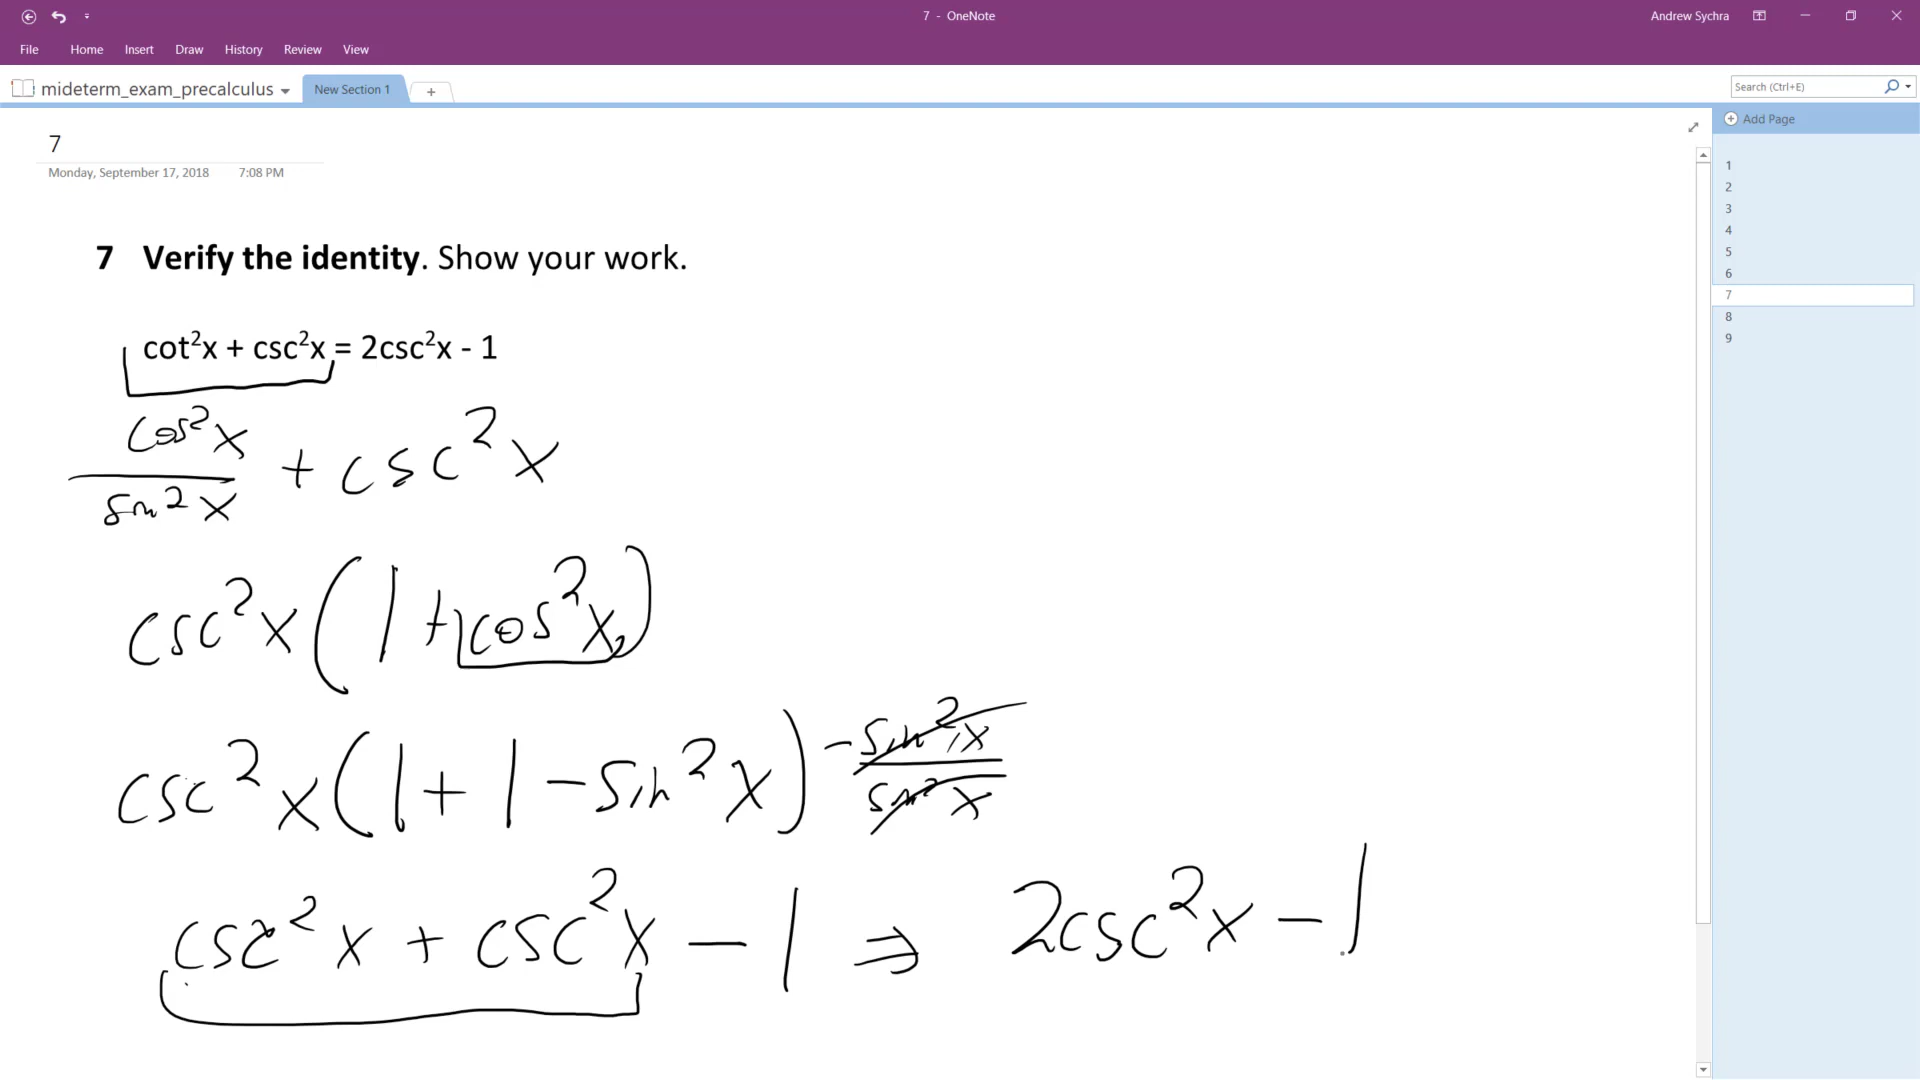 7 - OneNote
Andrew Sychra
File Home Insert Draw History Review View
mideterm_exam_precalculus New Section 1 +
Search (Ctrl+E)
Add Page
7
Monday, September 17, 2018 7:08 PM
1
2
3
4
5
6
7
8
9
7 Verify the identity. Show your work.
cot²x + csc²x = 2csc²x - 1
cos²x
sin²x
+ csc²x
csc²x(1+cos²x)
csc²x(1+1-sin²x)
-sin²x
sin²x
csc²x + csc²x - 1 ⇒ 2csc²x - 1